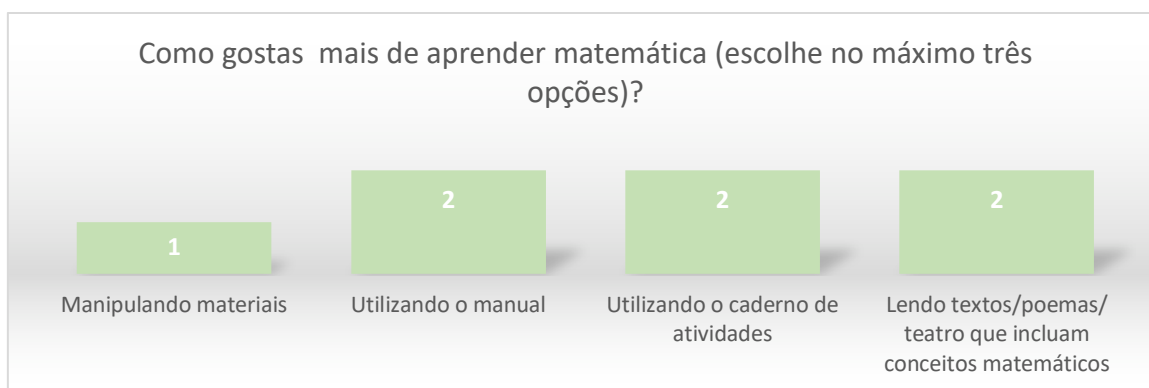 Como gostas  mais de aprender matemática (escolhe no máximo três
opções)?
1
2
2
2
Manipulando materiais
Utilizando o manual
Utilizando o caderno de
atividades
Lendo textos/poemas/
teatro que incluam
conceitos matemáticos